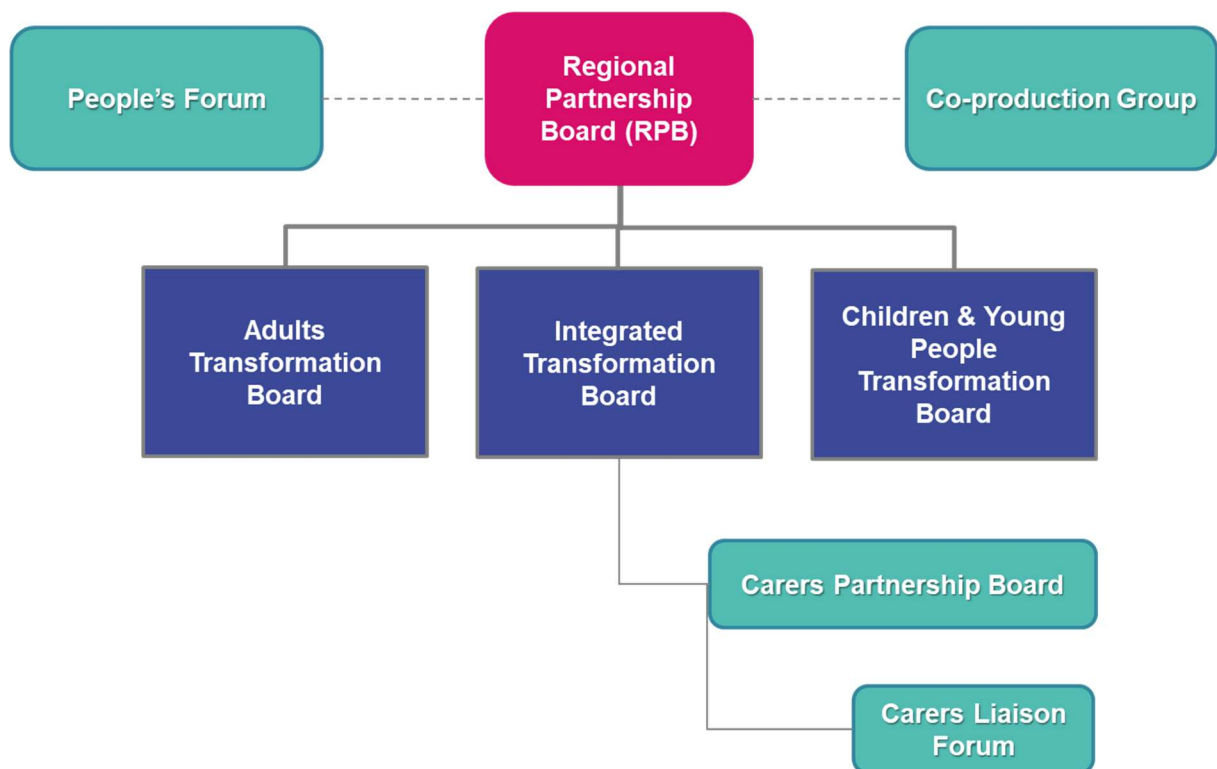 People’s Forum
Regional
Partnership
Board (RPB)
Co-production Group
Adults
Transformation
Board
Integrated
Transformation
Board
Children & Young
People
Transformation
Board
Carers Partnership Board
Carers Liaison
Forum